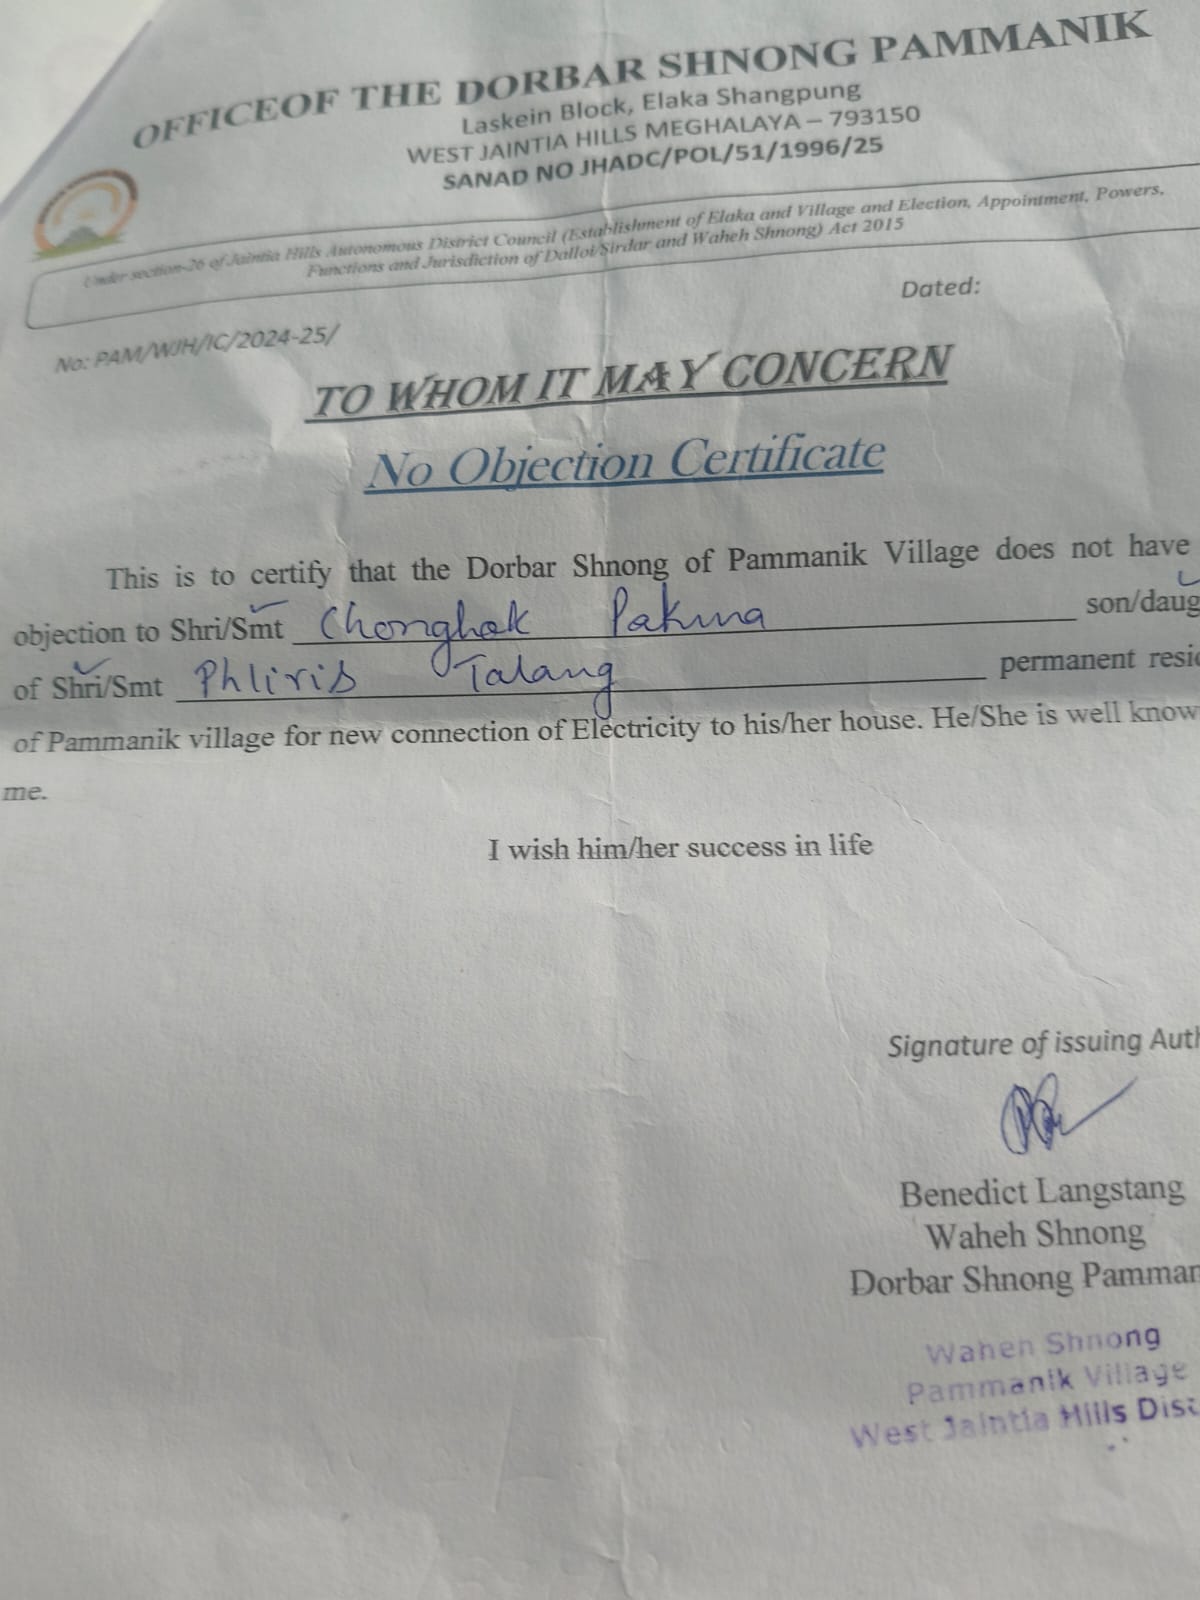 OFFICEOF THE DORBAR SHNONG PAMMANIK
Laskein Block, Elaka Shangpung
WEST JAINTIA HILLS MEGHALAYA – 793150
SANAD NO JHADC/POL/51/1996/25
Under section-26 of Jaintia Hills Autonomous District Council (Establishment of Elaka and Village and Election, Appointment, Powers,
Functions and Jurisdiction of Dalloi/Sirdar and Waheh Shnong) Act 2015
Dated:
No: PAM/WJH/IC/2024-25/
TO WHOM IT MAY CONCERN
No Objection Certificate
This is to certify that the Dorbar Shnong of Pammanik Village does not have
objection to Shri/Smt Chonghok Pakma son/daug
of Shri/Smt Phliris Talang permanent resid
of Pammanik village for new connection of Electricity to his/her house. He/She is well know
me.
I wish him/her success in life
Signature of issuing Auth
Benedict Langstang
Waheh Shnong
Dorbar Shnong Pamman
Wahen Shnong
Pammanik Village
West Jaintia Hills Dist